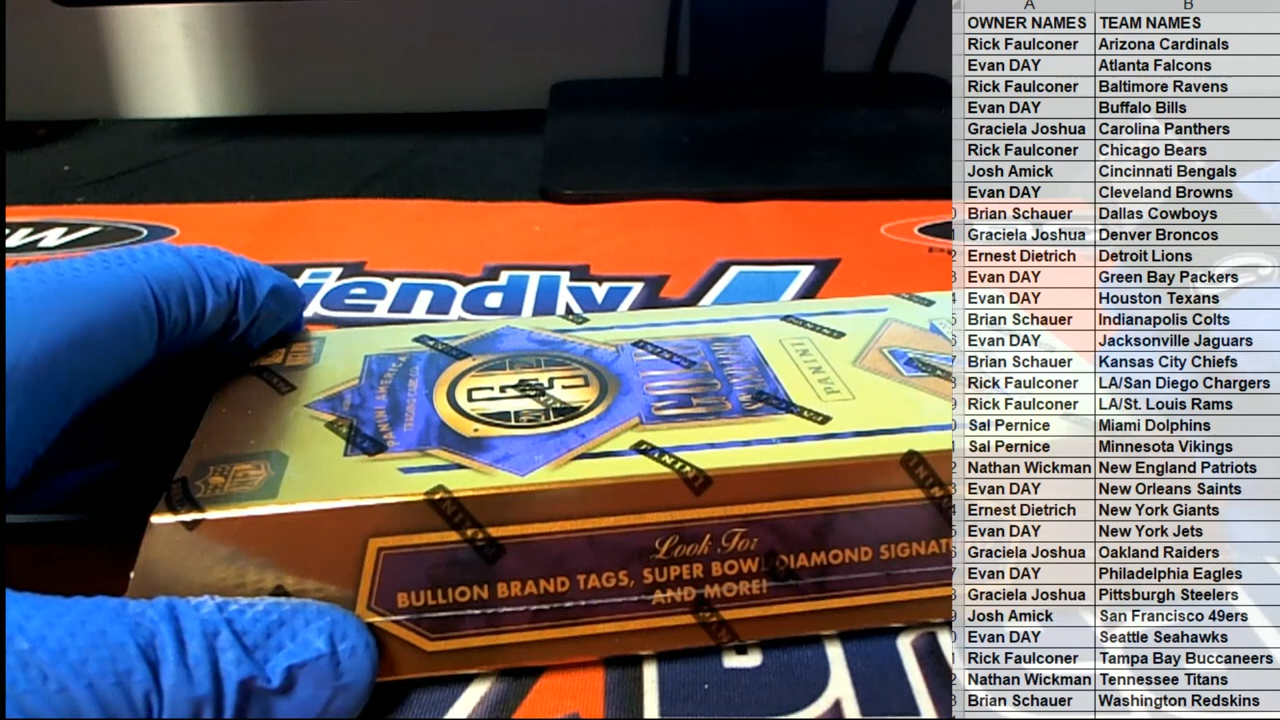 A B
OWNER NAMES TEAM NAMES
Rick Faulconer Arizona Cardinals
Evan DAY Atlanta Falcons
Rick Faulconer Baltimore Ravens
Evan DAY Buffalo Bills
Graciela Joshua Carolina Panthers
Rick Faulconer Chicago Bears
Josh Amick Cincinnati Bengals
Evan DAY Cleveland Browns
Brian Schauer Dallas Cowboys
Graciela Joshua Denver Broncos
Ernest Dietrich Detroit Lions
Evan DAY Green Bay Packers
Evan DAY Houston Texans
Brian Schauer Indianapolis Colts
Evan DAY Jacksonville Jaguars
Brian Schauer Kansas City Chiefs
Rick Faulconer LA/San Diego Chargers
Rick Faulconer LA/St. Louis Rams
Sal Pernice Miami Dolphins
Sal Pernice Minnesota Vikings
Nathan Wickman New England Patriots
Evan DAY New Orleans Saints
Ernest Dietrich New York Giants
Evan DAY New York Jets
Graciela Joshua Oakland Raiders
Evan DAY Philadelphia Eagles
Graciela Joshua Pittsburgh Steelers
Josh Amick San Francisco 49ers
Evan DAY Seattle Seahawks
Rick Faulconer Tampa Bay Buccaneers
Nathan Wickman Tennessee Titans
Brian Schauer Washington Redskins
iendly
PANINI AMERICA
GOLD
STANDARD
PANINI
NFL
Look For
BULLION BRAND TAGS, SUPER BOWL DIAMOND SIGNAT
AND MORE!
PANINI